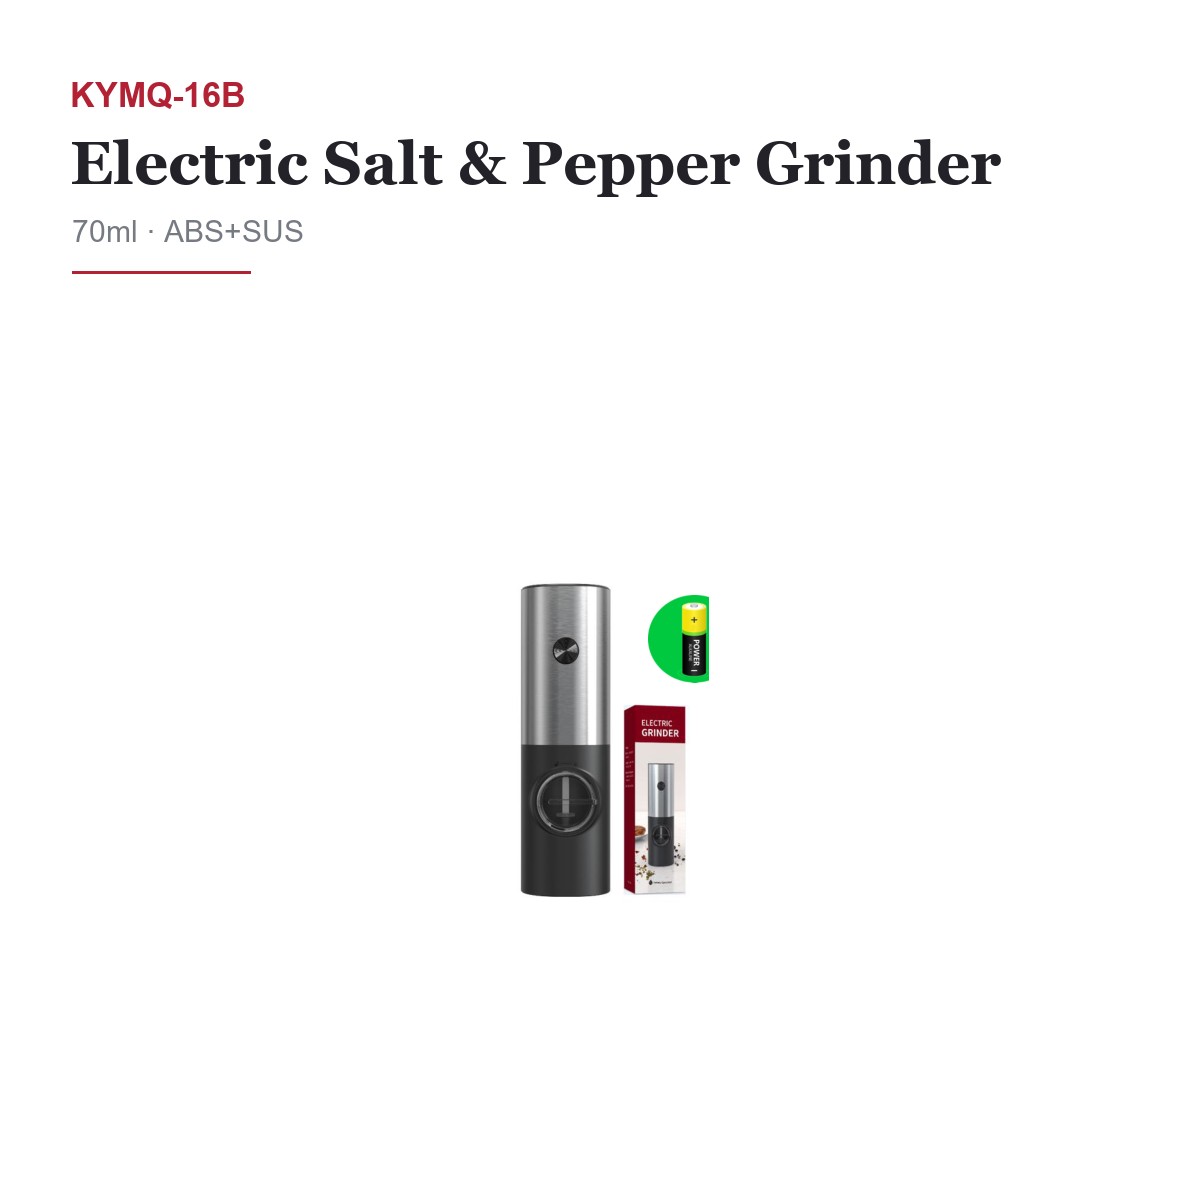 KYMQ-16B
Electric Salt & Pepper Grinder
70ml · ABS+SUS
+
POWER
ELECTRIC
GRINDER